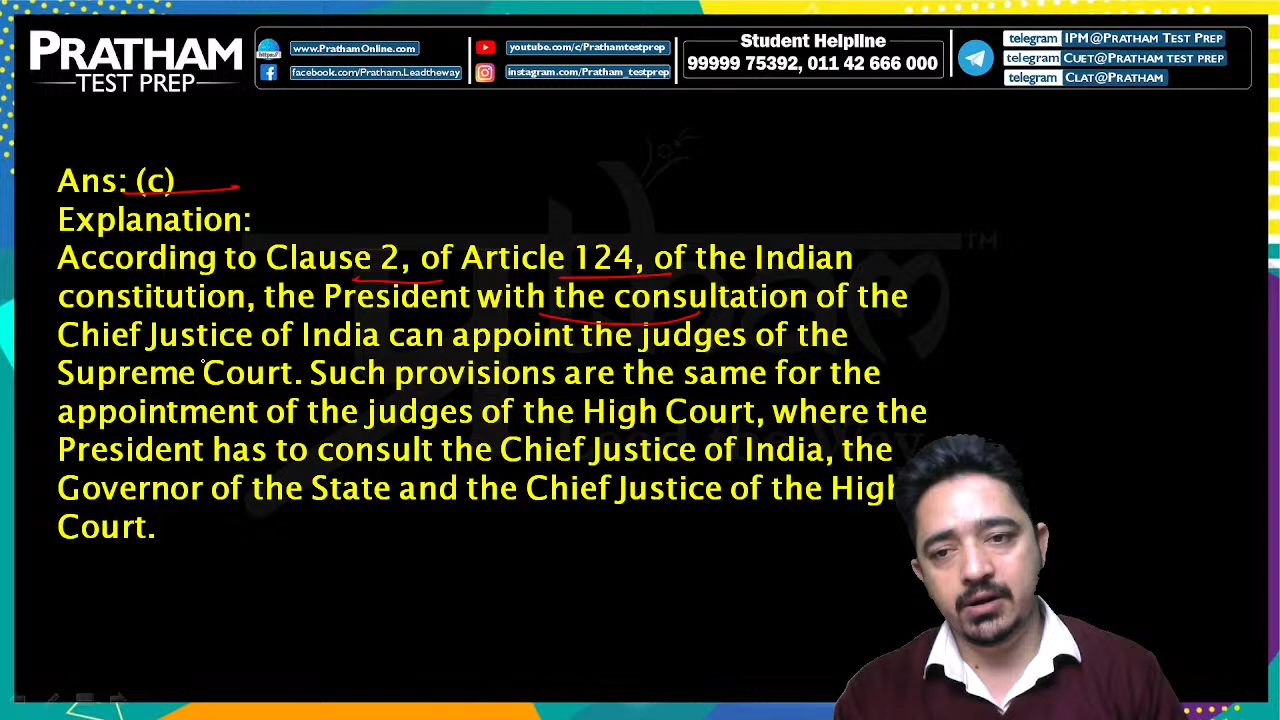 PRATHAM
TEST PREP
https://
www.PrathamOnline.com
facebook.com/Pratham.Leadtheway
youtube.com/c/Prathamtestprep
instagram.com/Pratham_testprep
Student Helpline
99999 75392, 011 42 666 000
telegram IPM@PRATHAM TEST PREP
telegram CUET@PRATHAM TEST PREP
telegram CLAT@PRATHAM
Ans: (c)
Explanation:
According to Clause 2, of Article 124, of the Indian
constitution, the President with the consultation of the
Chief Justice of India can appoint the judges of the
Supreme Court. Such provisions are the same for the
appointment of the judges of the High Court, where the
President has to consult the Chief Justice of India, the
Governor of the State and the Chief Justice of the High
Court.
TM